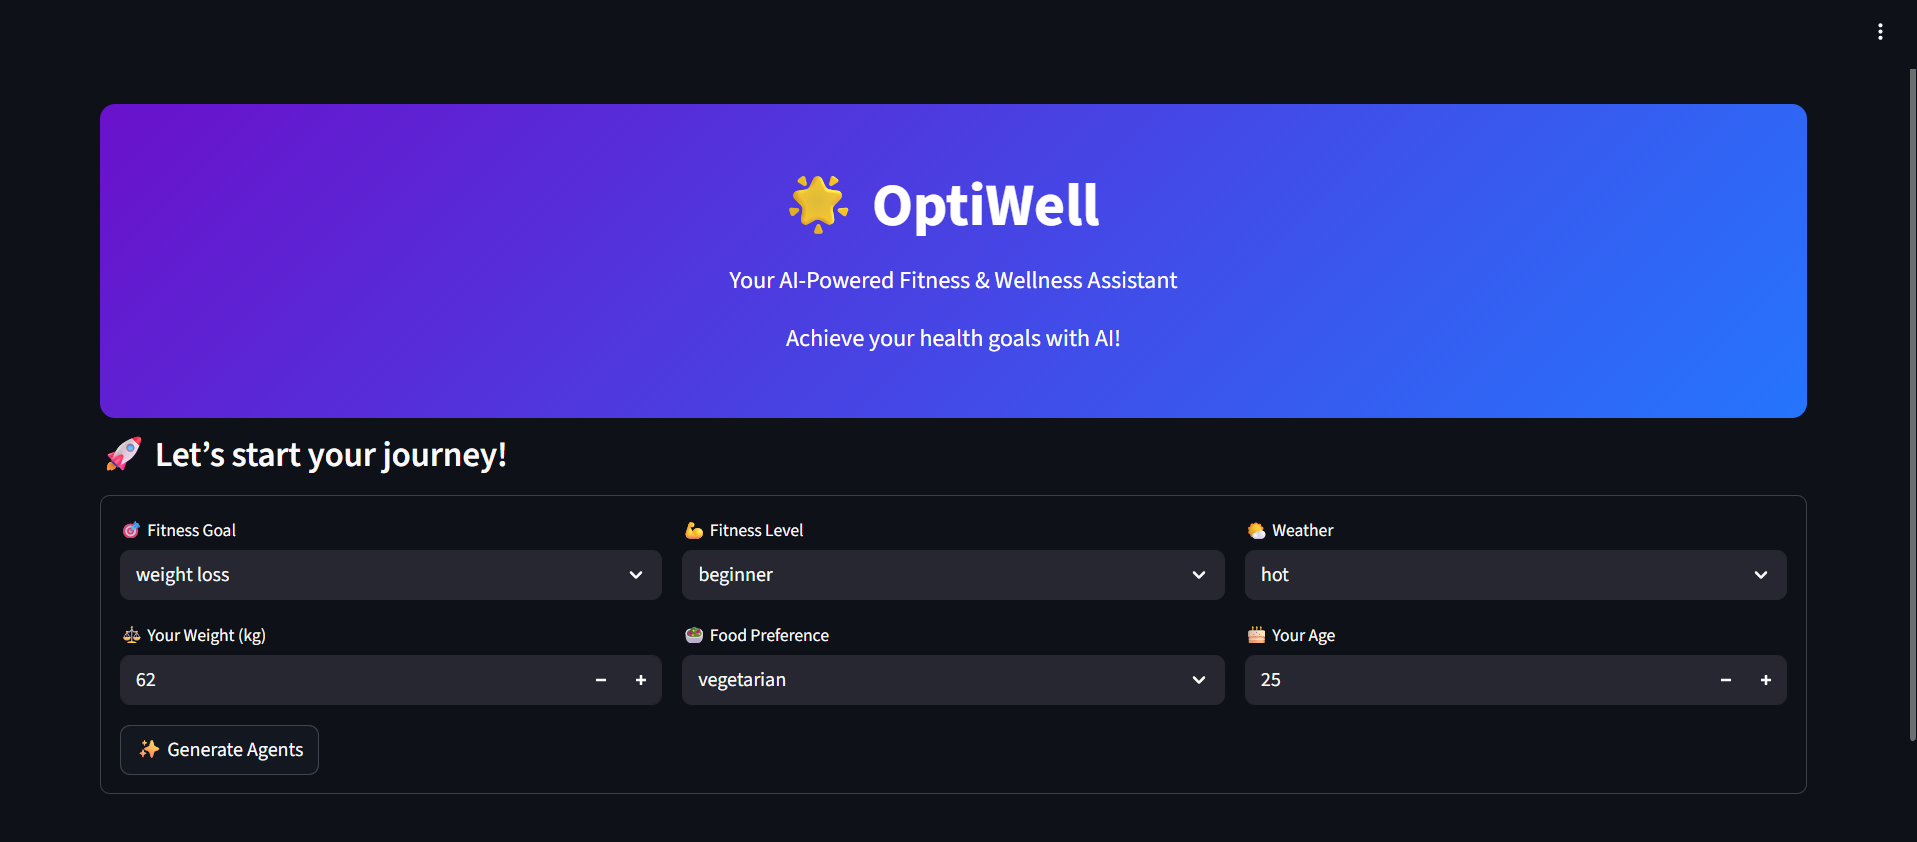 OptiWell
Your AI-Powered Fitness & Wellness Assistant
Achieve your health goals with AI!
Let’s start your journey!
Fitness Goal
Fitness Level
Weather
weight loss
beginner
hot
Your Weight (kg)
Food Preference
Your Age
62
vegetarian
25
Generate Agents